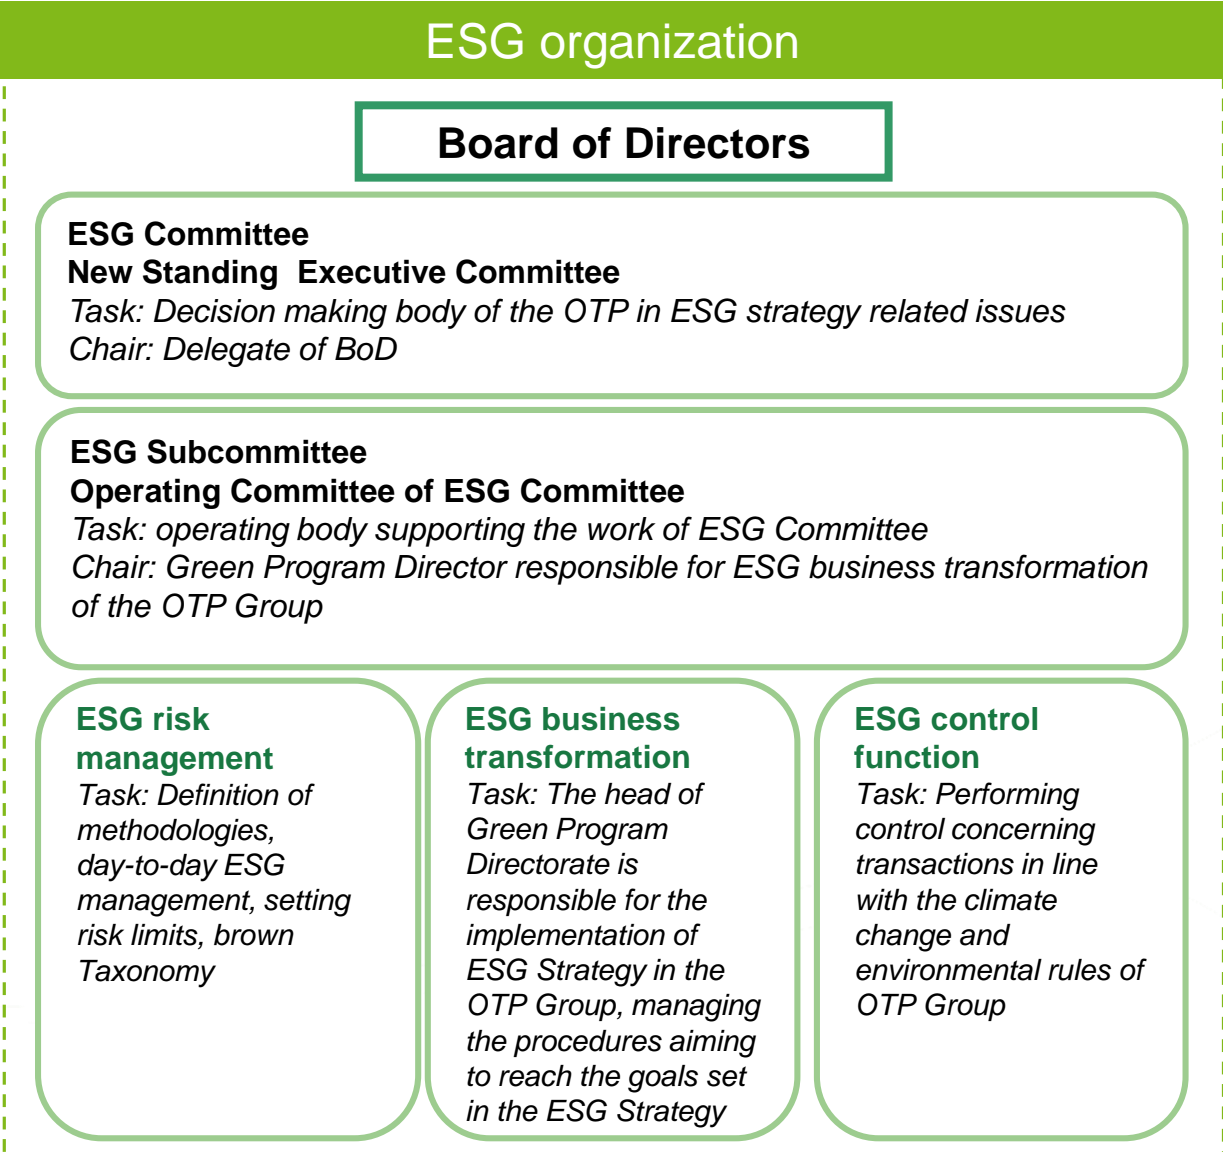 ESG organization
Board of Directors
ESG Committee
New Standing  Executive Committee
Task: Decision making body of the OTP in ESG strategy related issues
Chair: Delegate of BoD
ESG Subcommittee
Operating Committee of ESG Committee
Task: operating body supporting the work of ESG Committee
Chair: Green Program Director responsible for ESG business transformation
of the OTP Group
ESG risk
management
Task: Definition of
methodologies,
day-to-day ESG
management, setting
risk limits, brown
Taxonomy
ESG business
transformation
Task: The head of
Green Program
Directorate is
responsible for the
implementation of
ESG Strategy in the
OTP Group, managing
the procedures aiming
to reach the goals set
in the ESG Strategy
ESG control
function
Task: Performing
control concerning
transactions in line
with the climate
change and
environmental rules of
OTP Group